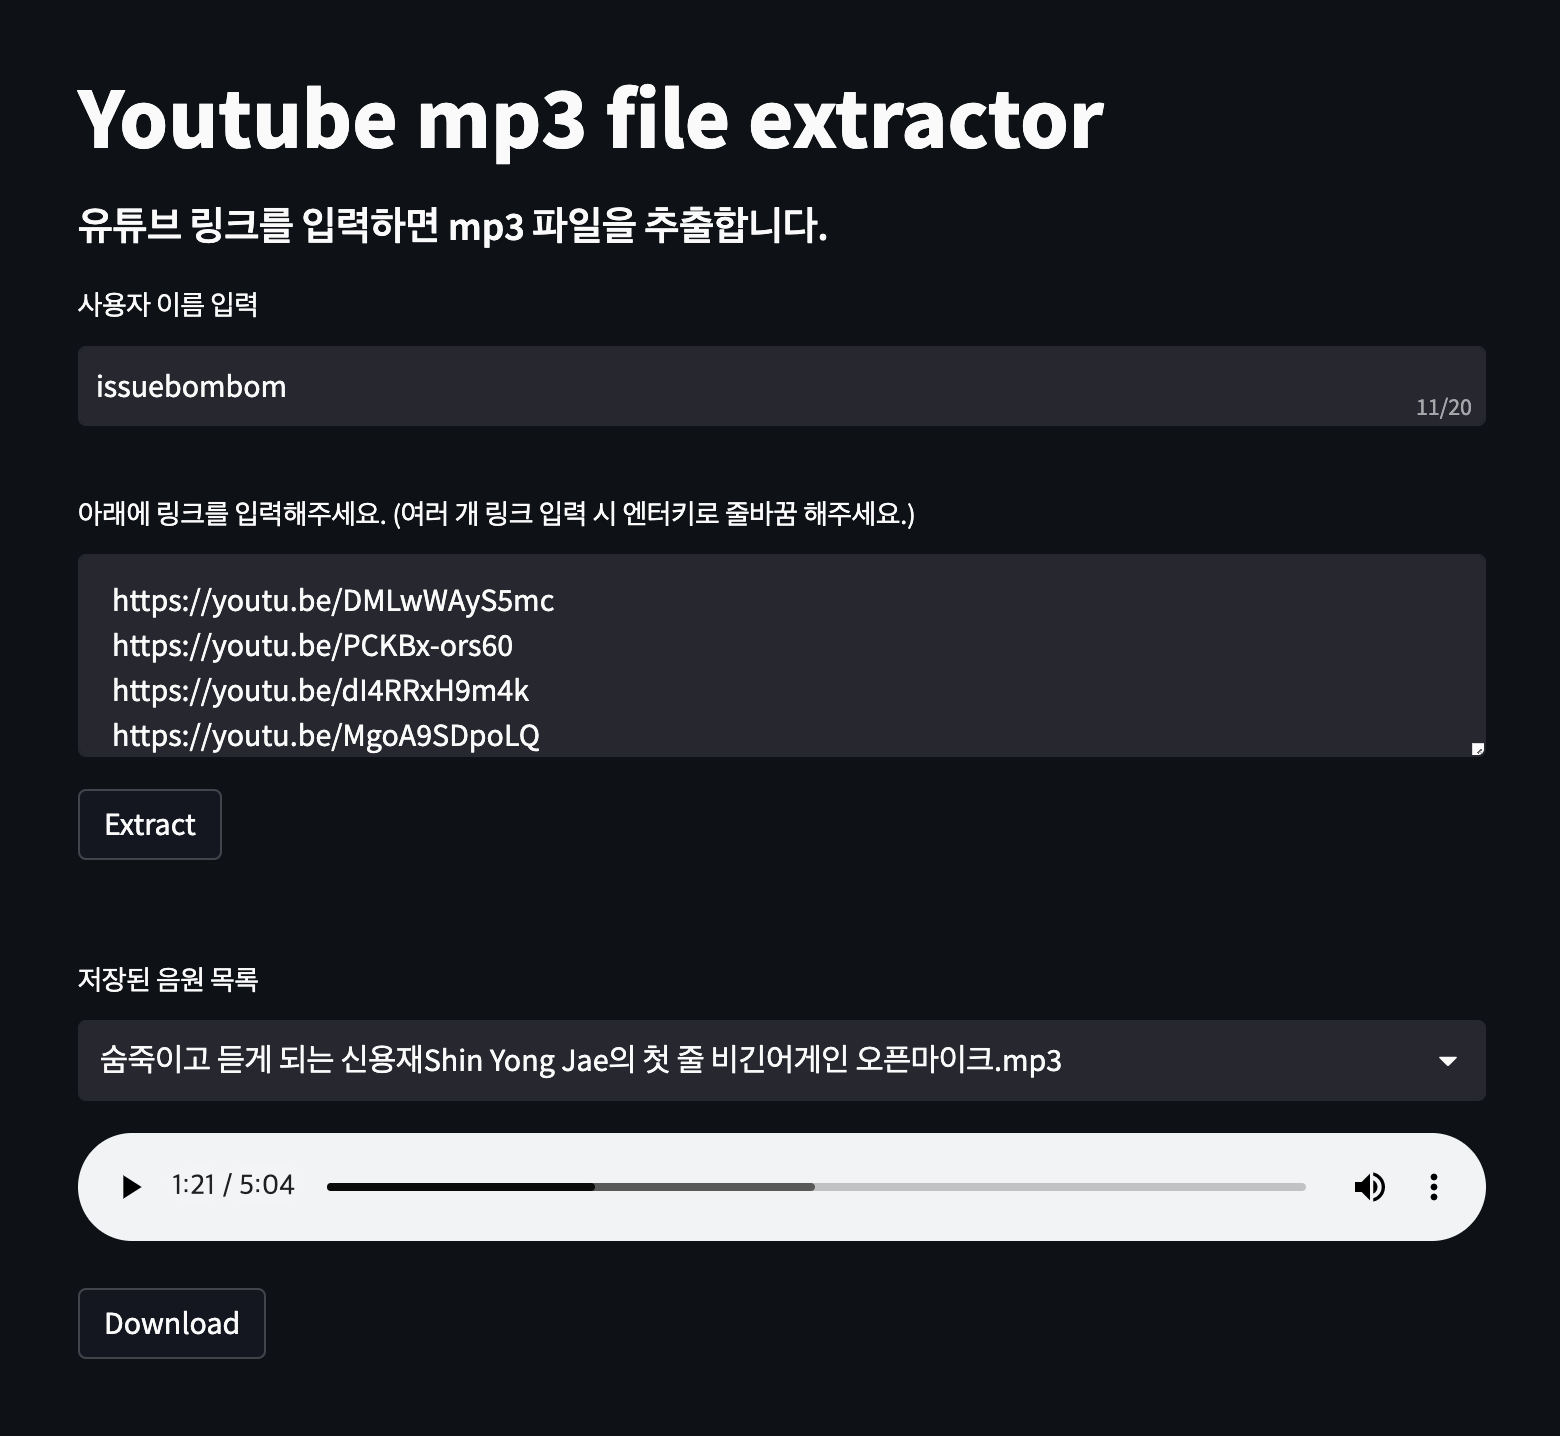 Youtube mp3 file extractor
유튜브 링크를 입력하면 mp3 파일을 추출합니다.
사용자 이름 입력
issuebombom
11/20
아래에 링크를 입력해주세요. (여러 개 링크 입력 시 엔터키로 줄바꿈 해주세요.)
https://youtu.be/DMLwWAyS5mc
https://youtu.be/PCKBx-ors60
https://youtu.be/dI4RRxH9m4k
https://youtu.be/MgoA9SDpoLQ
Extract
저장된 음원 목록
숨죽이고 듣게 되는 신용재Shin Yong Jae의 첫 줄 비긴어게인 오픈마이크.mp3
1:21 / 5:04
Download